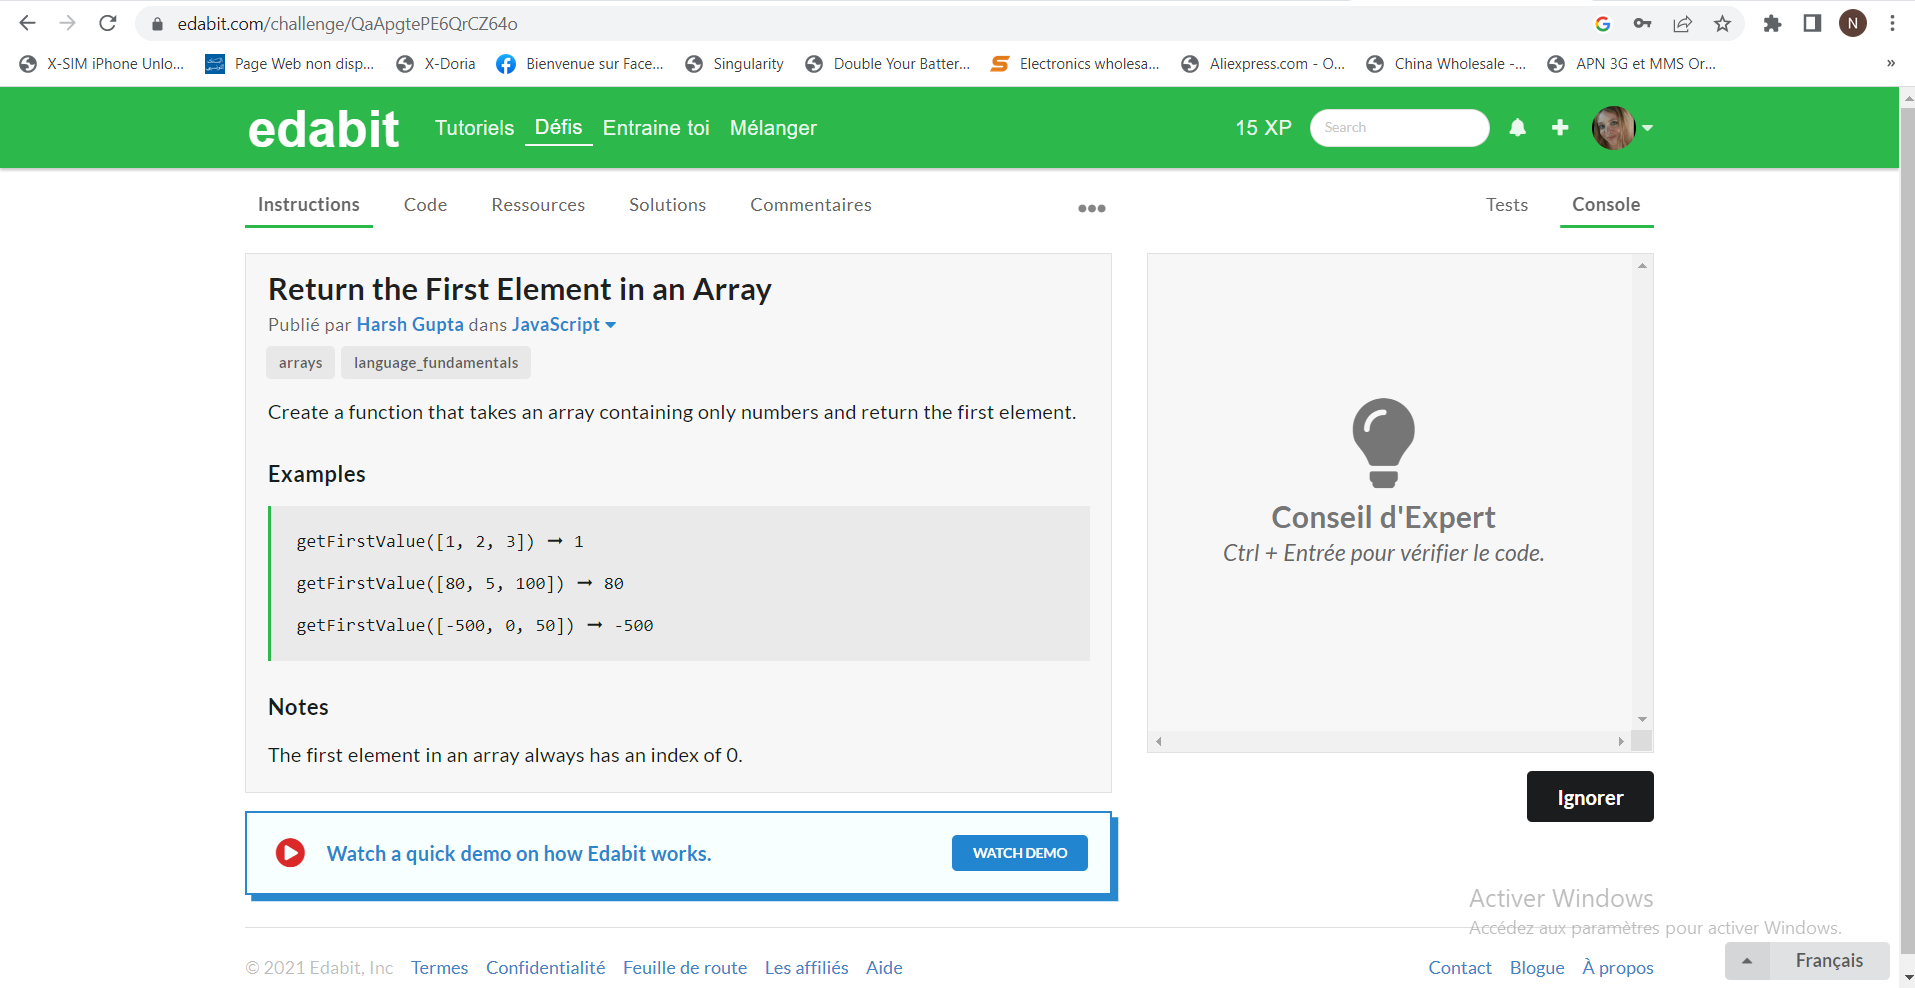 edabit.com/challenge/QaApgtePE6QrCZ64o
N
X-SIM iPhone Unlo... Page Web non disp... X-Doria Bienvenue sur Face... Singularity Double Your Batter... Electronics wholesa... Aliexpress.com - O... China Wholesale -... APN 3G et MMS Or... »
edabit Tutoriels Défis Entraine toi Mélanger 15 XP Search
Instructions Code Ressources Solutions Commentaires Tests Console
Return the First Element in an Array
Publié par Harsh Gupta dans JavaScript
arrays language_fundamentals
Create a function that takes an array containing only numbers and return the first element.
Examples
getFirstValue([1, 2, 3]) ➞ 1
getFirstValue([80, 5, 100]) ➞ 80
getFirstValue([-500, 0, 50]) ➞ -500
Notes
The first element in an array always has an index of 0.
Conseil d'Expert
Ctrl + Entrée pour vérifier le code.
Ignorer
Watch a quick demo on how Edabit works. WATCH DEMO
Activer Windows
Accédez aux paramètres pour activer Windows.
© 2021 Edabit, Inc Termes Confidentialité Feuille de route Les affiliés Aide Contact Blogue À propos
Français